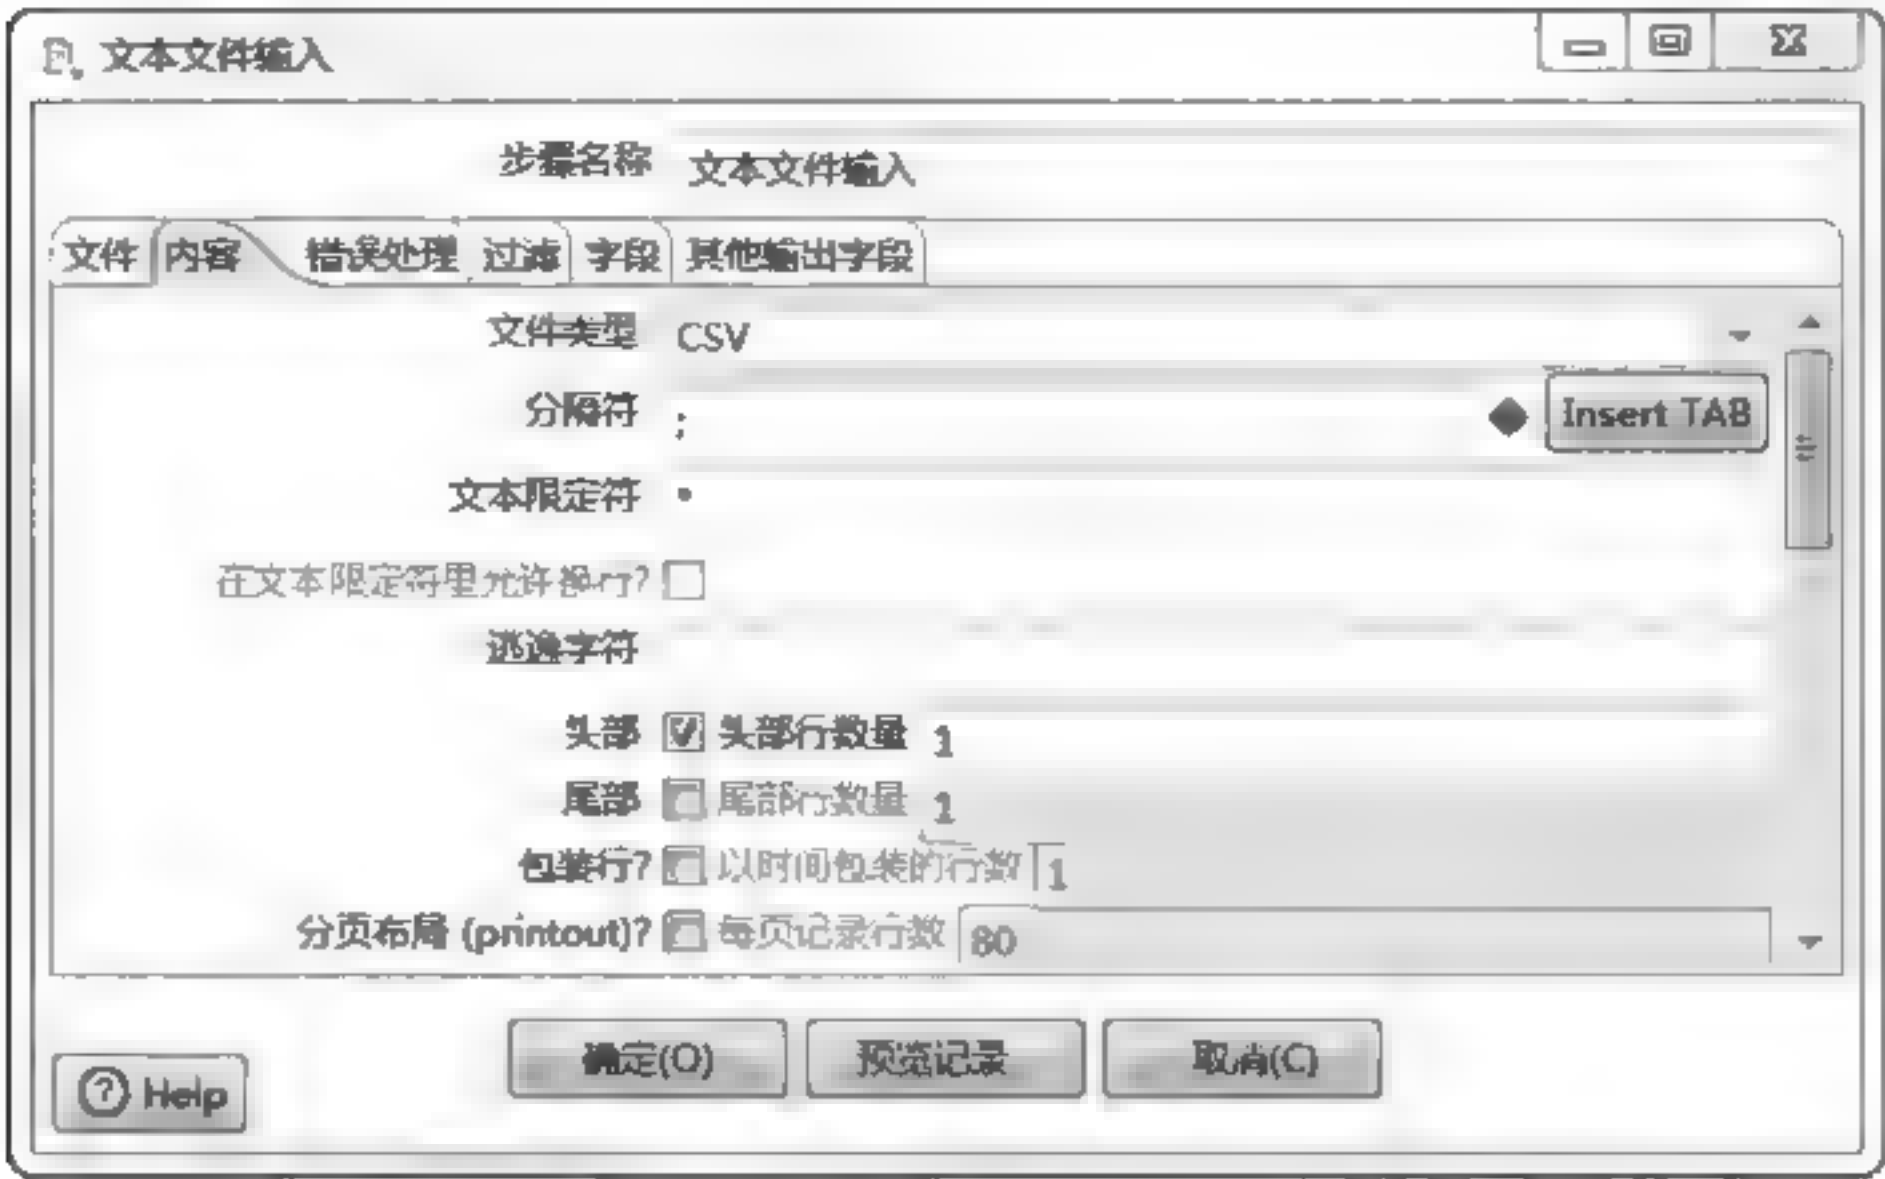 文本文件输入
步骤名称 文本文件输入
文件 内容 错误处理 过滤 字段 其他输出字段
文件类型 CSV
分隔符 ; Insert TAB
文本限定符
在文本限定符里允许换行?
逃逸字符
头部 头部行数量 1
尾部 尾部行数量 1
包装行? 以时间包装的行数 1
分页布局 (printout)? 每页记录行数 80
确定(O) 预览记录 取消(C)
Help